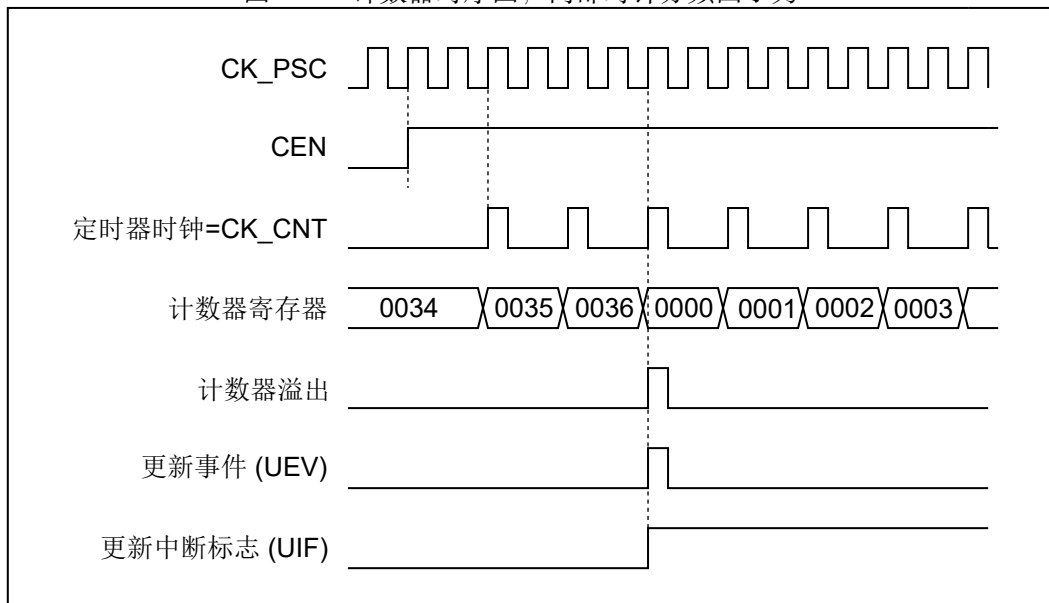 CK_PSC
CEN
定时器时钟=CK_CNT
计数器寄存器 0034 0035 0036 0000 0001 0002 0003
计数器溢出
更新事件 (UEV)
更新中断标志 (UIF)